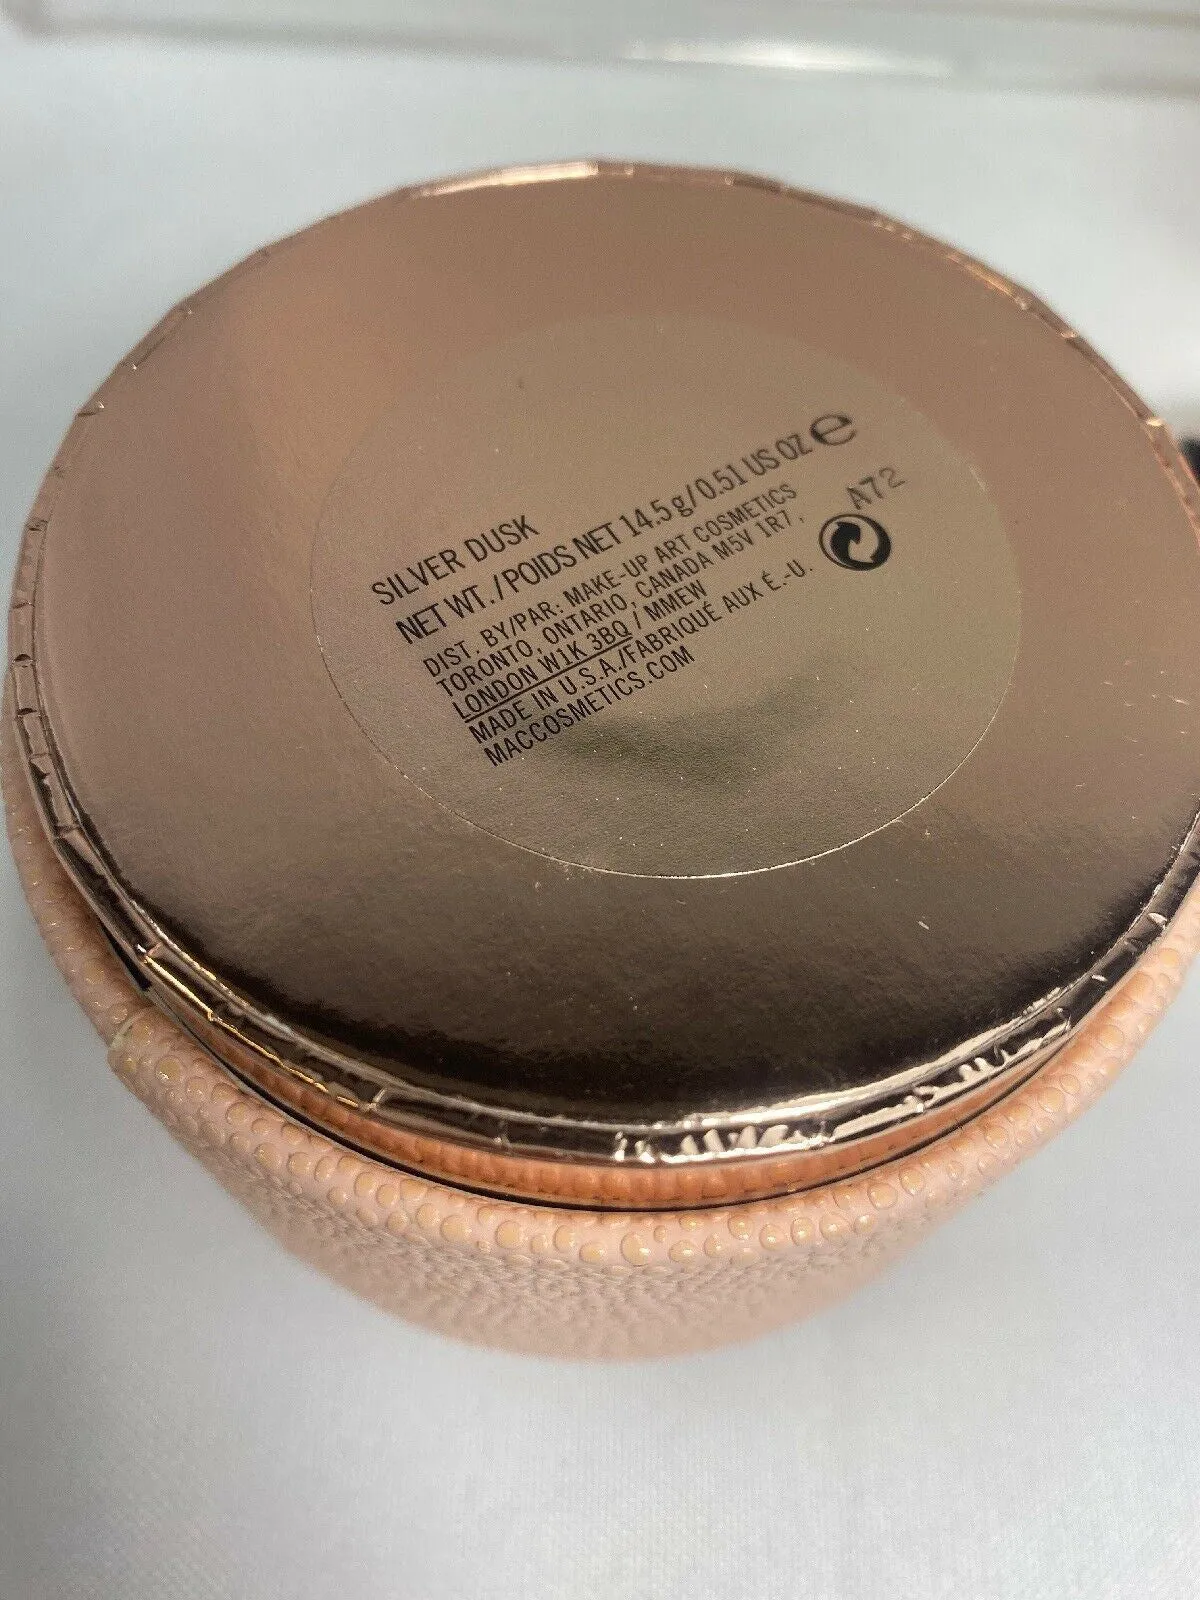 SILVER DUSK
NET WT./POIDS NET 14.5 g/0.51 US OZ ℮
DIST. BY/PAR: MAKE-UP ART COSMETICS
TORONTO, ONTARIO, CANADA M5V 1R7,
LONDON W1K 3BQ / MMEW
MADE IN U.S.A./FABRIQUÉ AUX É.-U.
MACCOSMETICS.COM
A72